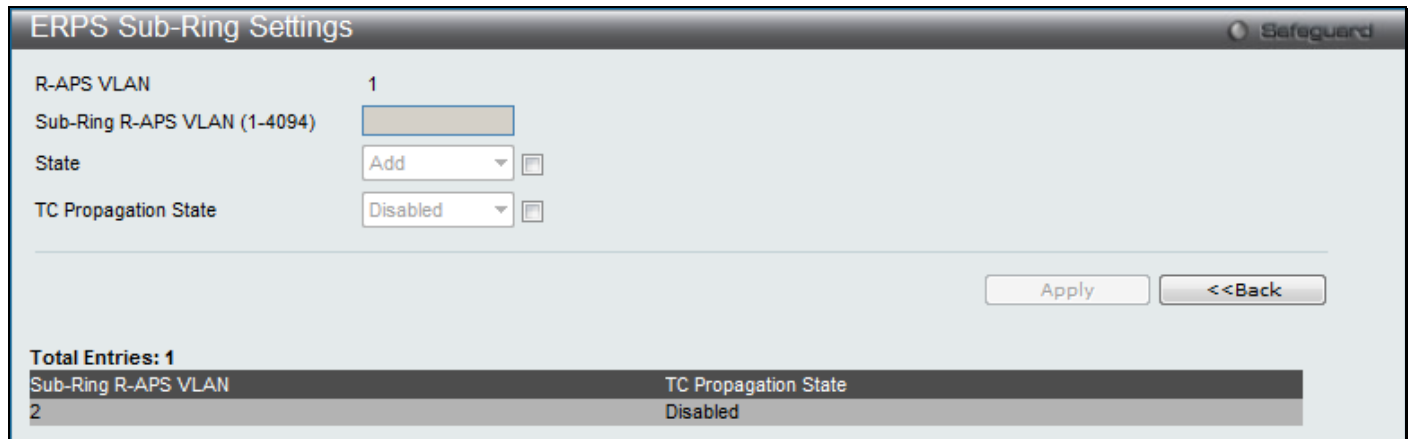 ERPS Sub-Ring Settings
Safeguard
R-APS VLAN 1
Sub-Ring R-APS VLAN (1-4094)
State Add
TC Propagation State Disabled
Apply <<Back
Total Entries: 1
Sub-Ring R-APS VLAN TC Propagation State
2 Disabled